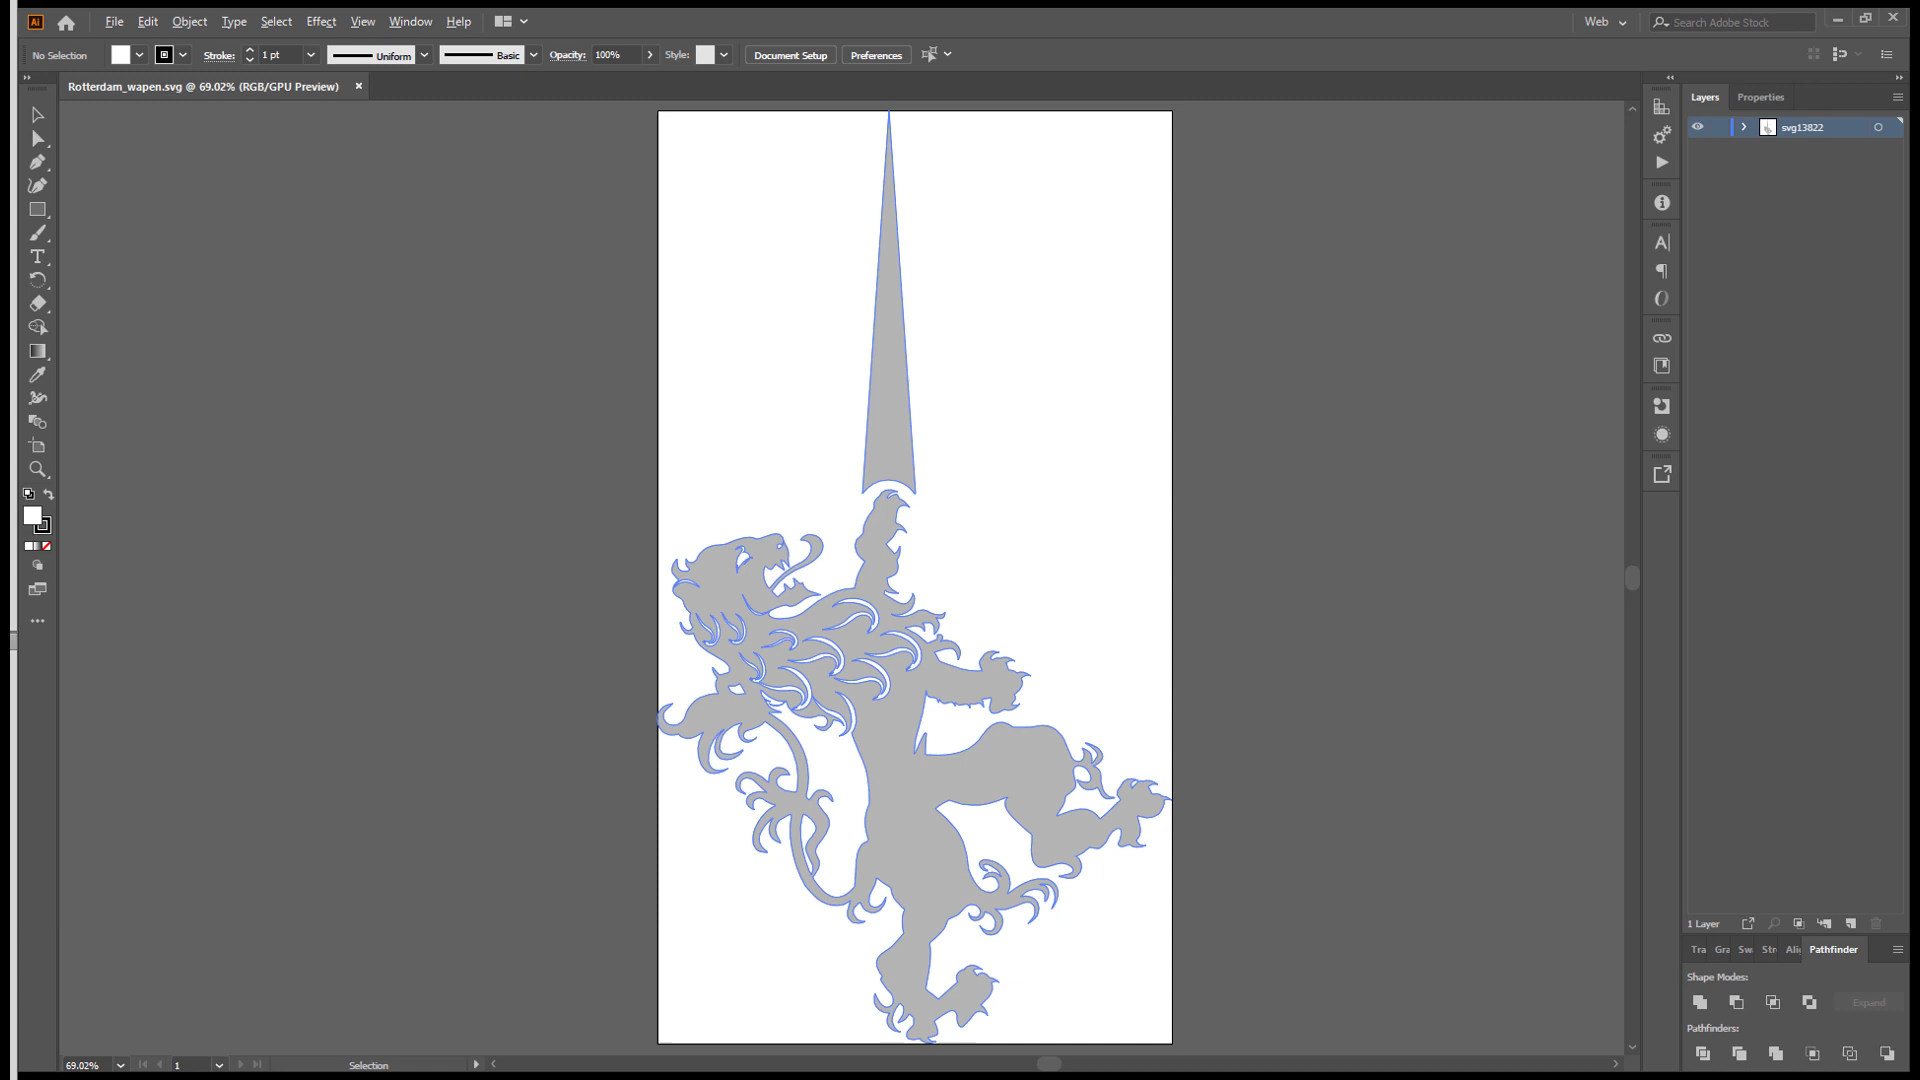 Ai File Edit Object Type Select Effect View Window Help Web Search Adobe Stock
No Selection Stroke: 1 pt Uniform Basic Opacity: 100% Style: Document Setup Preferences
Rotterdam_wapen.svg @ 69.02% (RGB/GPU Preview)
Layers Properties
svg13822
1 Layer
Tra Gra Sw Str Alig Pathfinder
Shape Modes:
Expand
Pathfinders:
69.02% 1 Selection